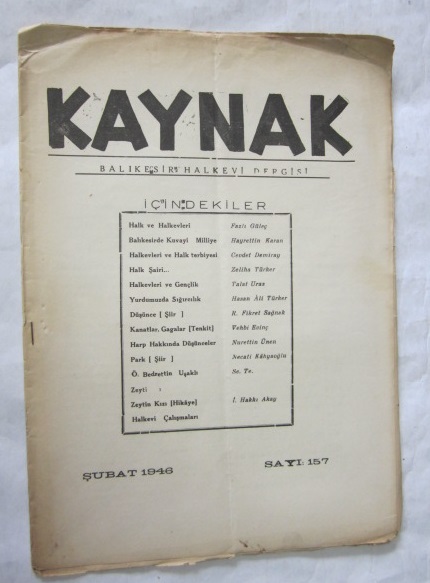 KAYNAK
BALIKESİR HALKEVİ DERGİSİ
İÇİNDEKİLER
Halk ve Halkevleri Fazıl Güleç
Balıkesirde Kuvayi Milliye Hayrettin Karan
Halkevleri ve Halk terbiyesi Cevdet Demiray
Halk Şairi... Zeliha Türker
Halkevleri ve Gençlik Talat Uras
Yurdumuzda Sığırcılık Hasan Âli Türker
Düşünce [ Şiir ] R. Fikret
Kanatlar, Gagalar [Tenkit] Vehbi
Harp Hakkında Düşünceler Nurettin Ünen
Park [ Şiir ] Necati
Ö. Bedrettin Uşaklı Ne. To.
Zeyti
Zeytin Kızı [Hikâye] İ. Hakkı Akay
Halkevi Çalışmaları
ŞUBAT 1946 SAYI: 157